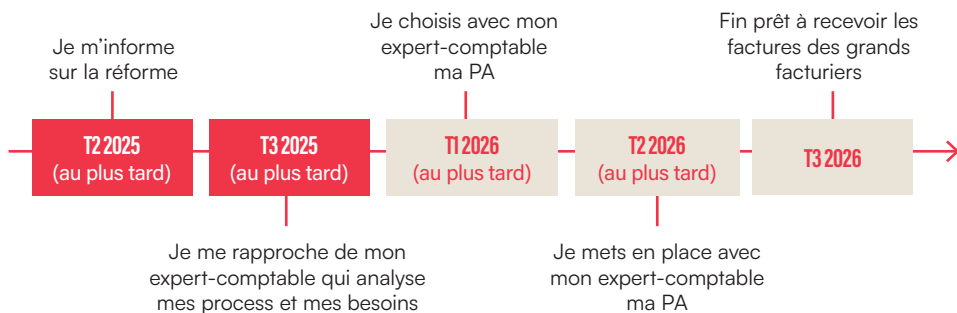 Je m'informe
sur la réforme
T2 2025
(au plus tard)
Je me rapproche de mon
expert-comptable qui analyse
mes process et mes besoins
T3 2025
(au plus tard)
Je choisis avec mon
expert-comptable
ma PA
T1 2026
(au plus tard)
Je mets en place avec
mon expert-comptable
ma PA
T2 2026
(au plus tard)
Fin prêt à recevoir les
factures des grands
facturiers
T3 2026